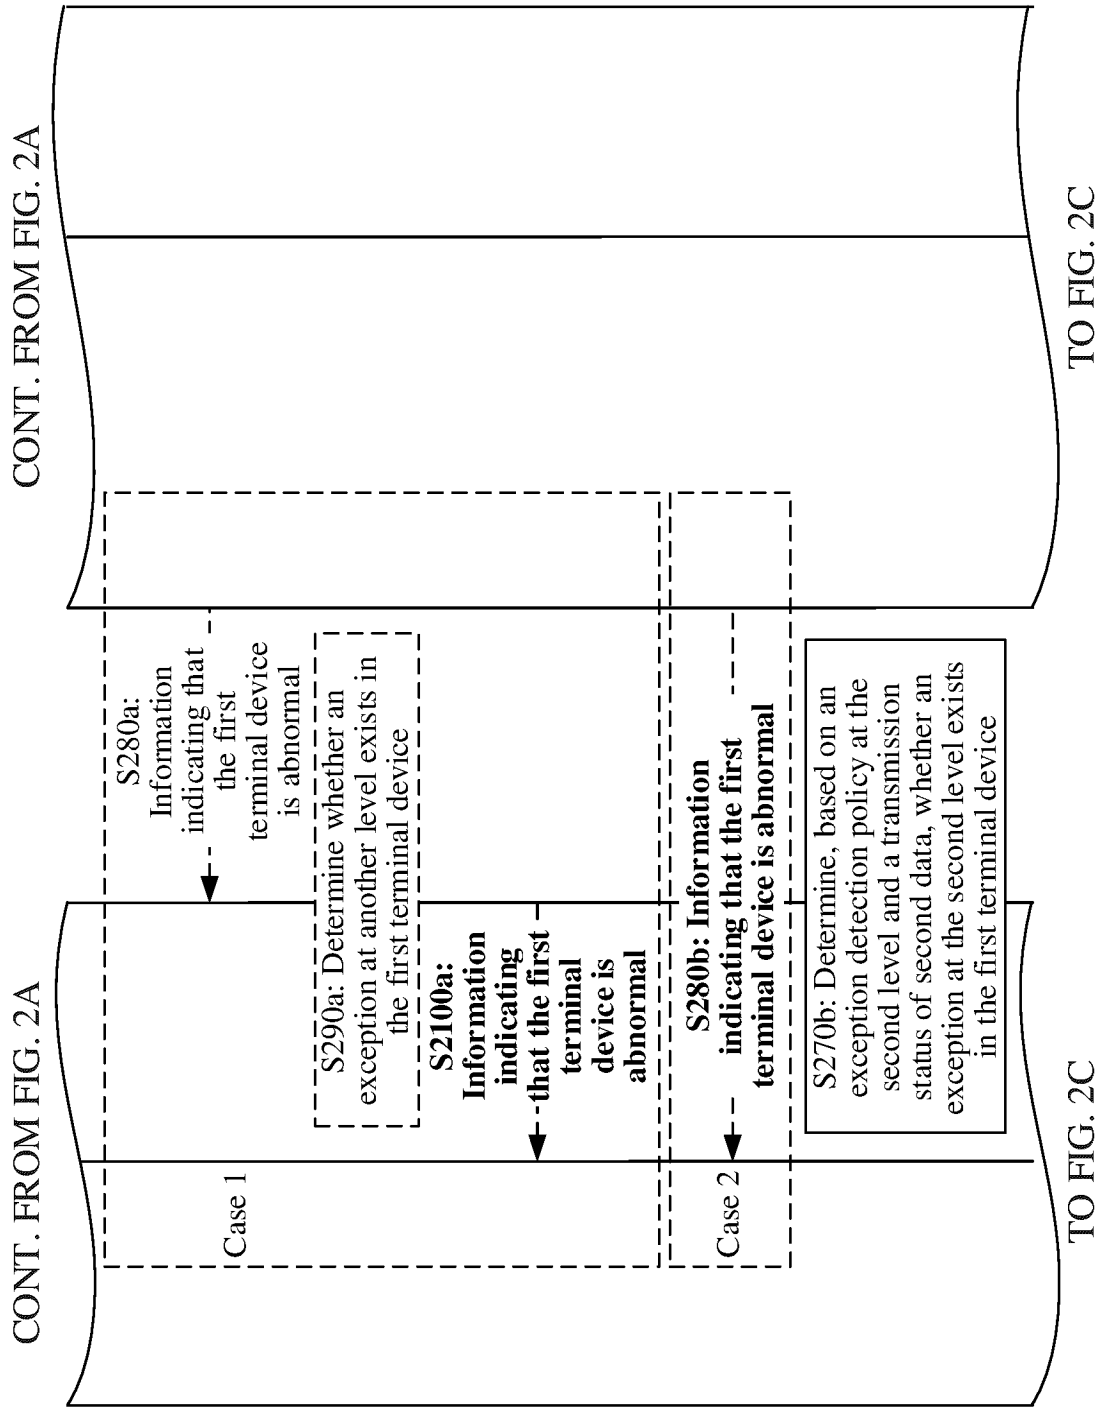 CONT. FROM FIG. 2A
CONT. FROM FIG. 2A
Case 1
S280a:
Information
indicating that
the first
terminal device
is abnormal
S290a: Determine whether an
exception at another level exists in
the first terminal device
S2100a:
Information
indicating
that the first
terminal
device is
abnormal
Case 2
S280b: Information
indicating that the first
terminal device is abnormal
S270b: Determine, based on an
exception detection policy at the
second level and a transmission
status of second data, whether an
exception at the second level exists
in the first terminal device
TO FIG. 2C
TO FIG. 2C